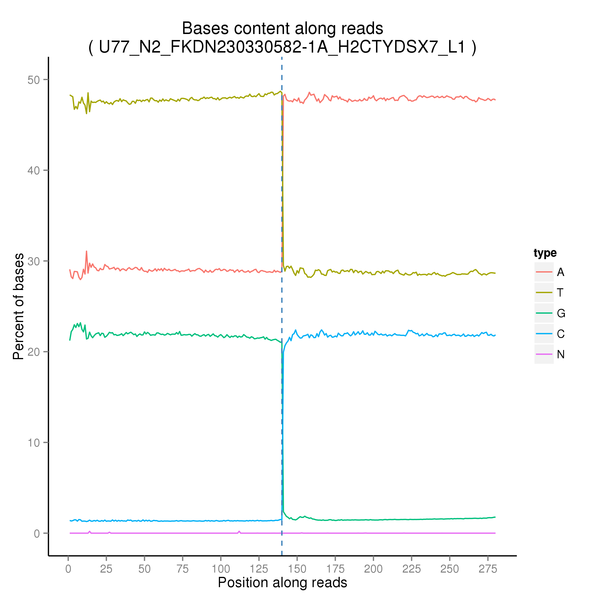 Bases content along reads
( U77_N2_FKDN230330582-1A_H2CTYDSX7_L1 )
Percent of bases
50
40
30
20
10
0
0 25 50 75 100 125 150 175 200 225 250 275
Position along reads
type
A
T
G
C
N